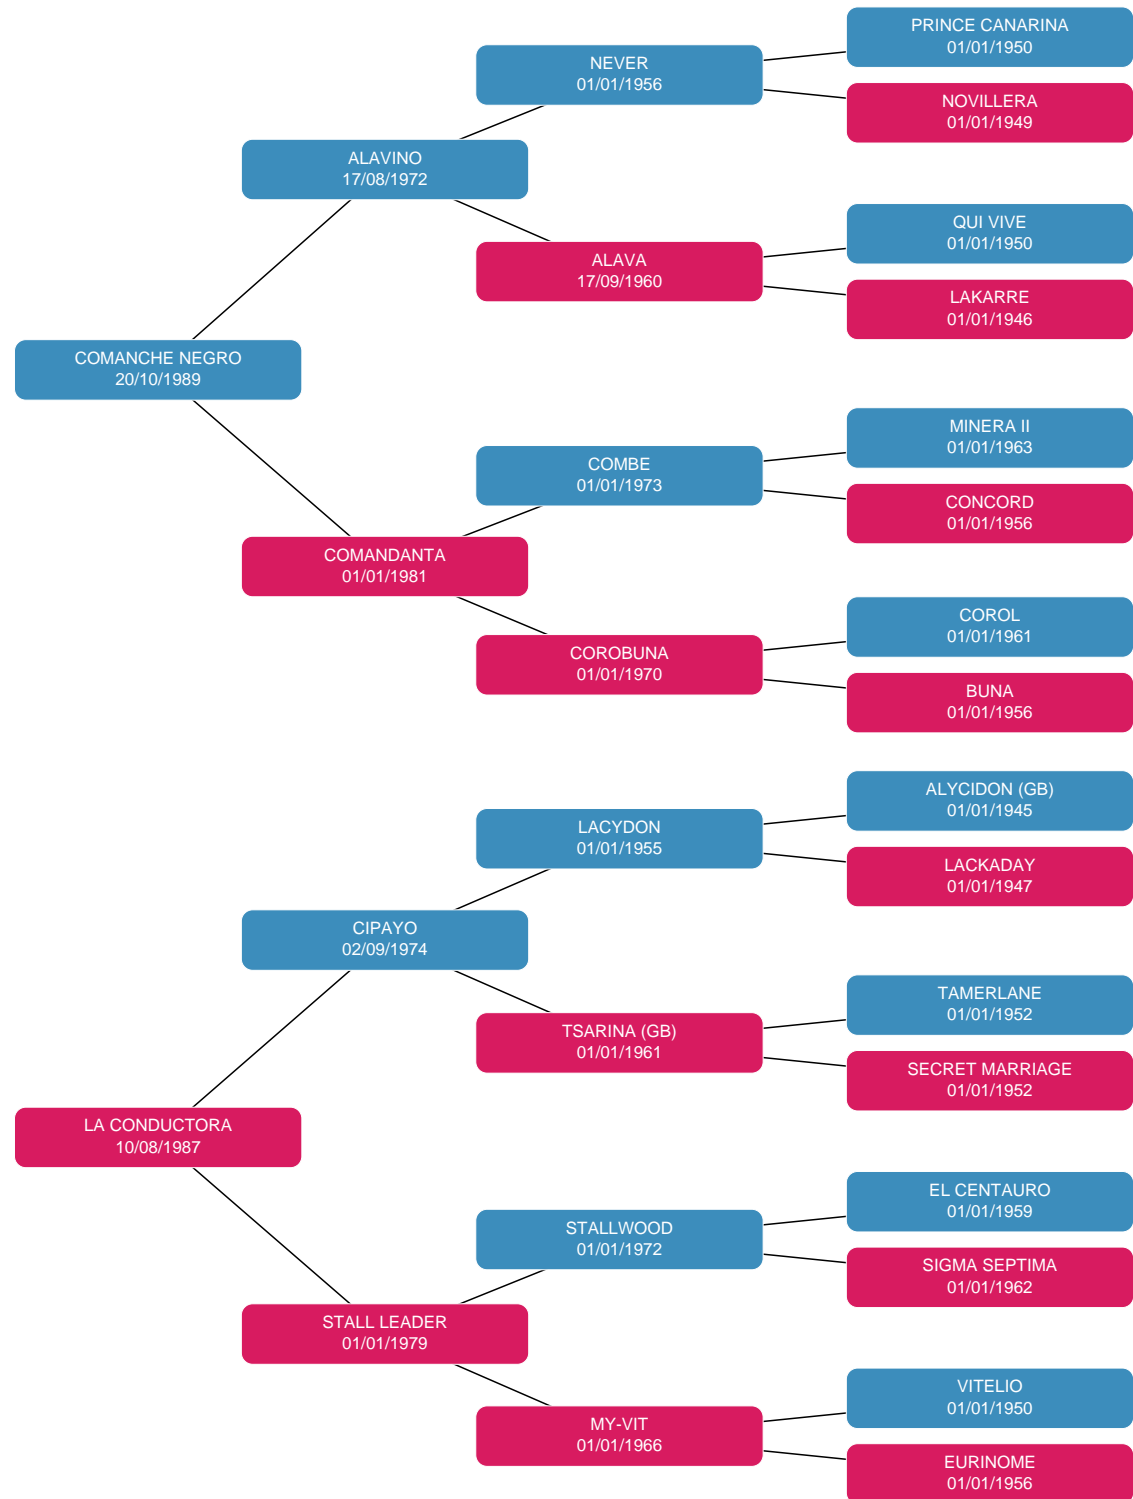 PRINCE CANARINA
01/01/1950
NEVER
01/01/1956
NOVILLERA
01/01/1949
ALAVINO
17/08/1972
QUI VIVE
01/01/1950
ALAVA
17/09/1960
LAKARRE
01/01/1946
COMANCHE NEGRO
20/10/1989
MINERA II
01/01/1963
COMBE
01/01/1973
CONCORD
01/01/1956
COMANDANTA
01/01/1981
COROL
01/01/1961
COROBUNA
01/01/1970
BUNA
01/01/1956
ALYCIDON (GB)
01/01/1945
LACYDON
01/01/1955
LACKADAY
01/01/1947
CIPAYO
02/09/1974
TAMERLANE
01/01/1952
TSARINA (GB)
01/01/1961
SECRET MARRIAGE
01/01/1952
LA CONDUCTORA
10/08/1987
EL CENTAURO
01/01/1959
STALLWOOD
01/01/1972
SIGMA SEPTIMA
01/01/1962
STALL LEADER
01/01/1979
VITELIO
01/01/1950
MY-VIT
01/01/1966
EURINOME
01/01/1956